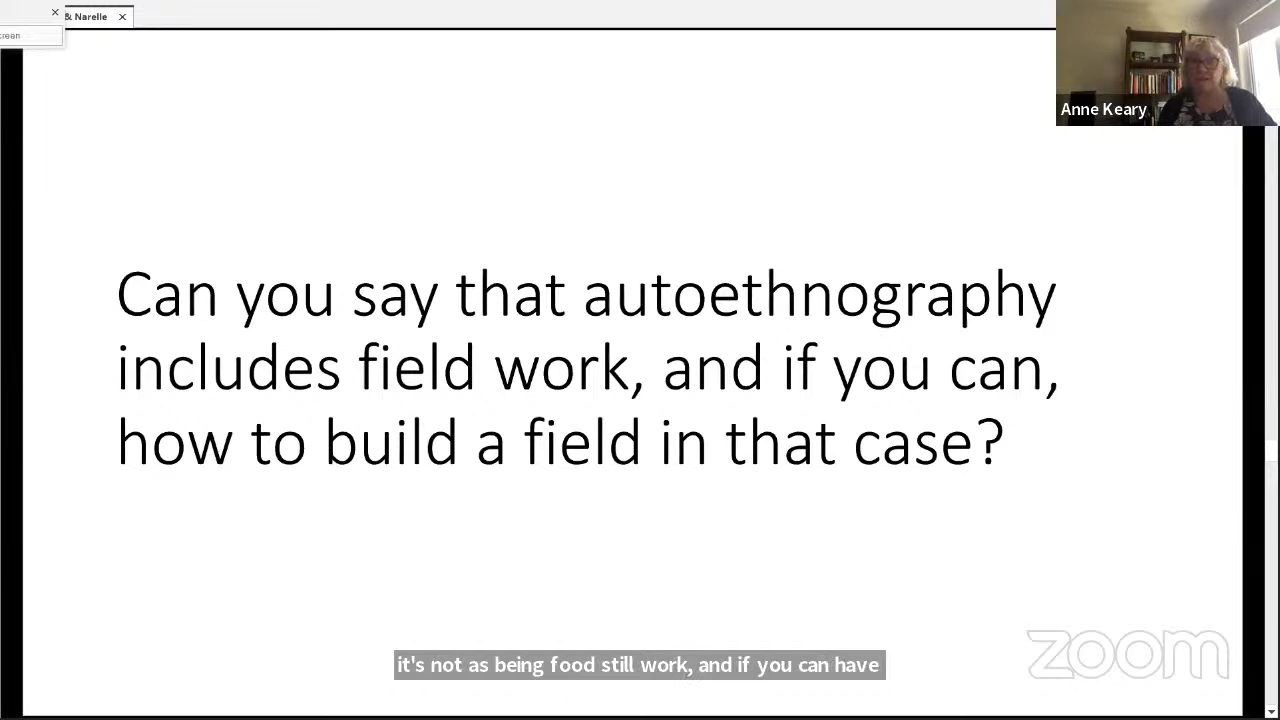 & Narelle
reen
Anne Keary
Can you say that autoethnography
includes field work, and if you can,
how to build a field in that case?
it's not as being food still work, and if you can have
zoom